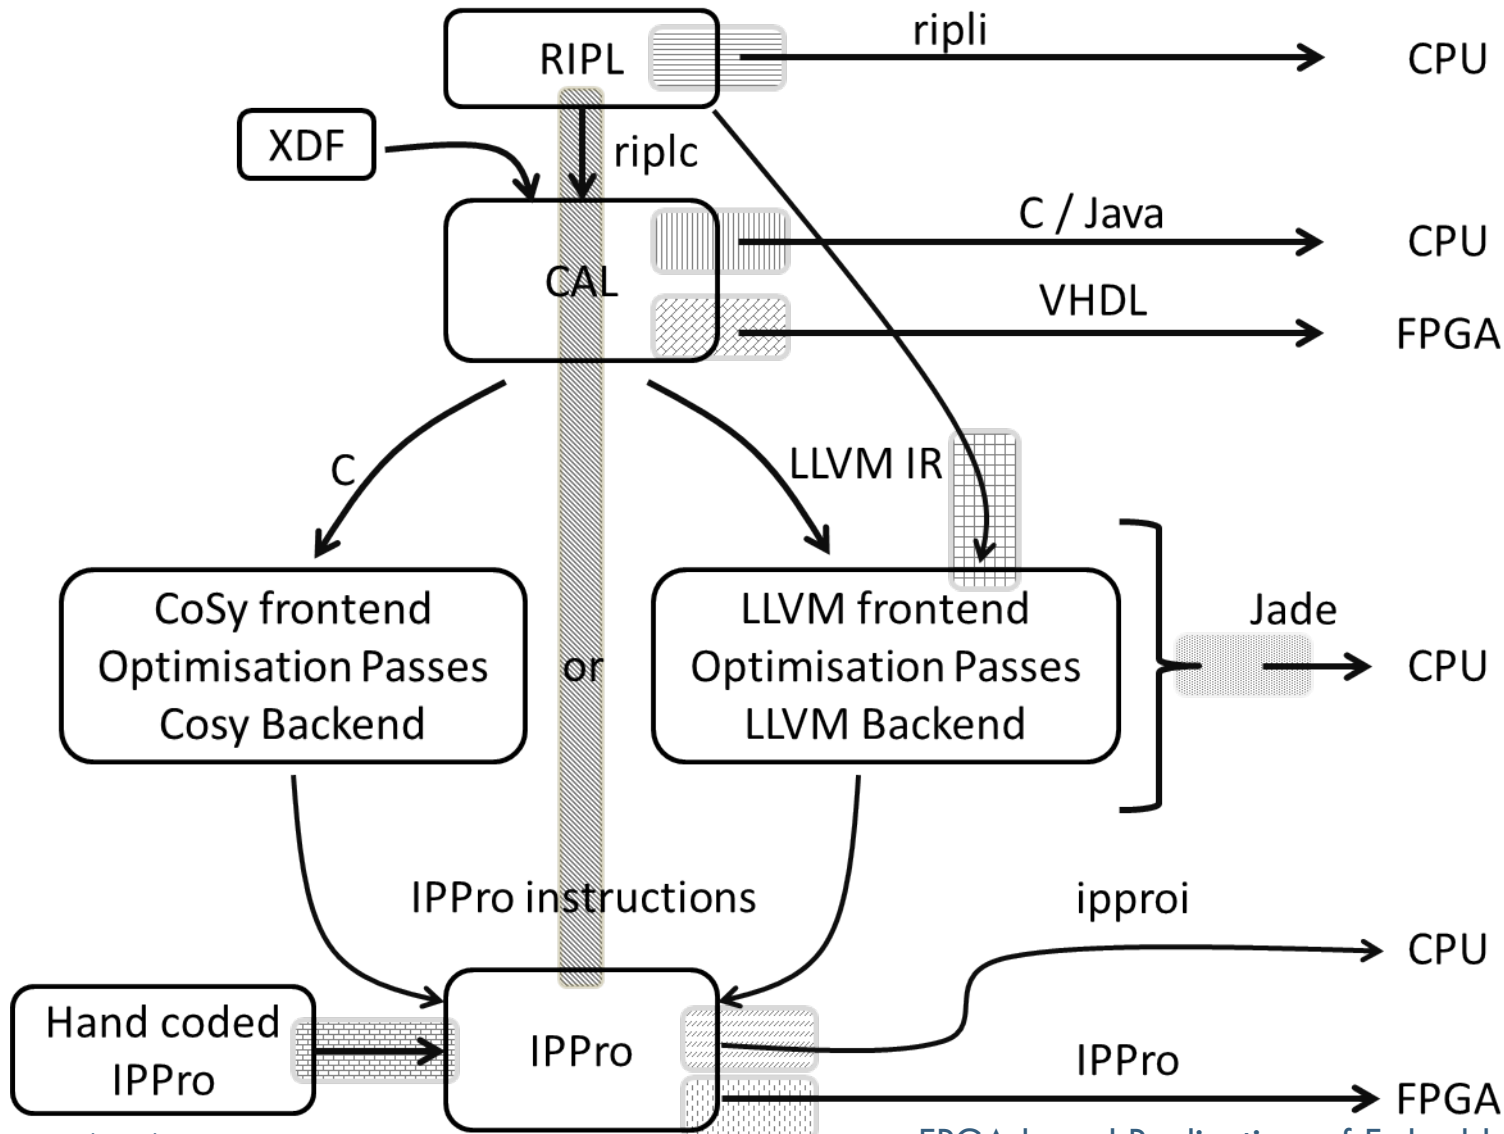 ripli
RIPL
CPU
XDF
riplc
C / Java
CPU
CAL
VHDL
FPGA
C
LLVM IR
CoSy frontend
Optimisation Passes
Cosy Backend
or
LLVM frontend
Optimisation Passes
LLVM Backend
Jade
CPU
IPPro instructions
ipproi
CPU
Hand coded
IPPro
IPPro
IPPro
FPGA